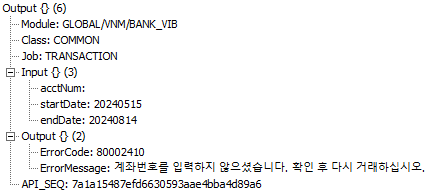 Output {} (6)
Module: GLOBAL/VNM/BANK_VIB
Class: COMMON
Job: TRANSACTION
Input {} (3)
acctNum:
startDate: 20240515
endDate: 20240814
Output {} (2)
ErrorCode: 80002410
ErrorMessage: 계좌번호를 입력하지 않으셨습니다. 확인 후 다시 거래하십시오.
API_SEQ: 7a1a15487efd6630593aae4bba4d89a6